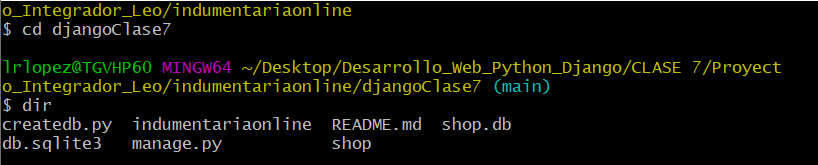 o_Integrador_Leo/indumentariaonline
$ cd djangoClase7
lrlopez@TGVHP60 MINGW64 ~/Desktop/Desarrollo_Web_Python_Django/CLASE 7/Proyect
o_Integrador_Leo/indumentariaonline/djangoClase7 (main)
$ dir
createdb.py  indumentariaonline  README.md  shop.db
db.sqlite3   manage.py           shop